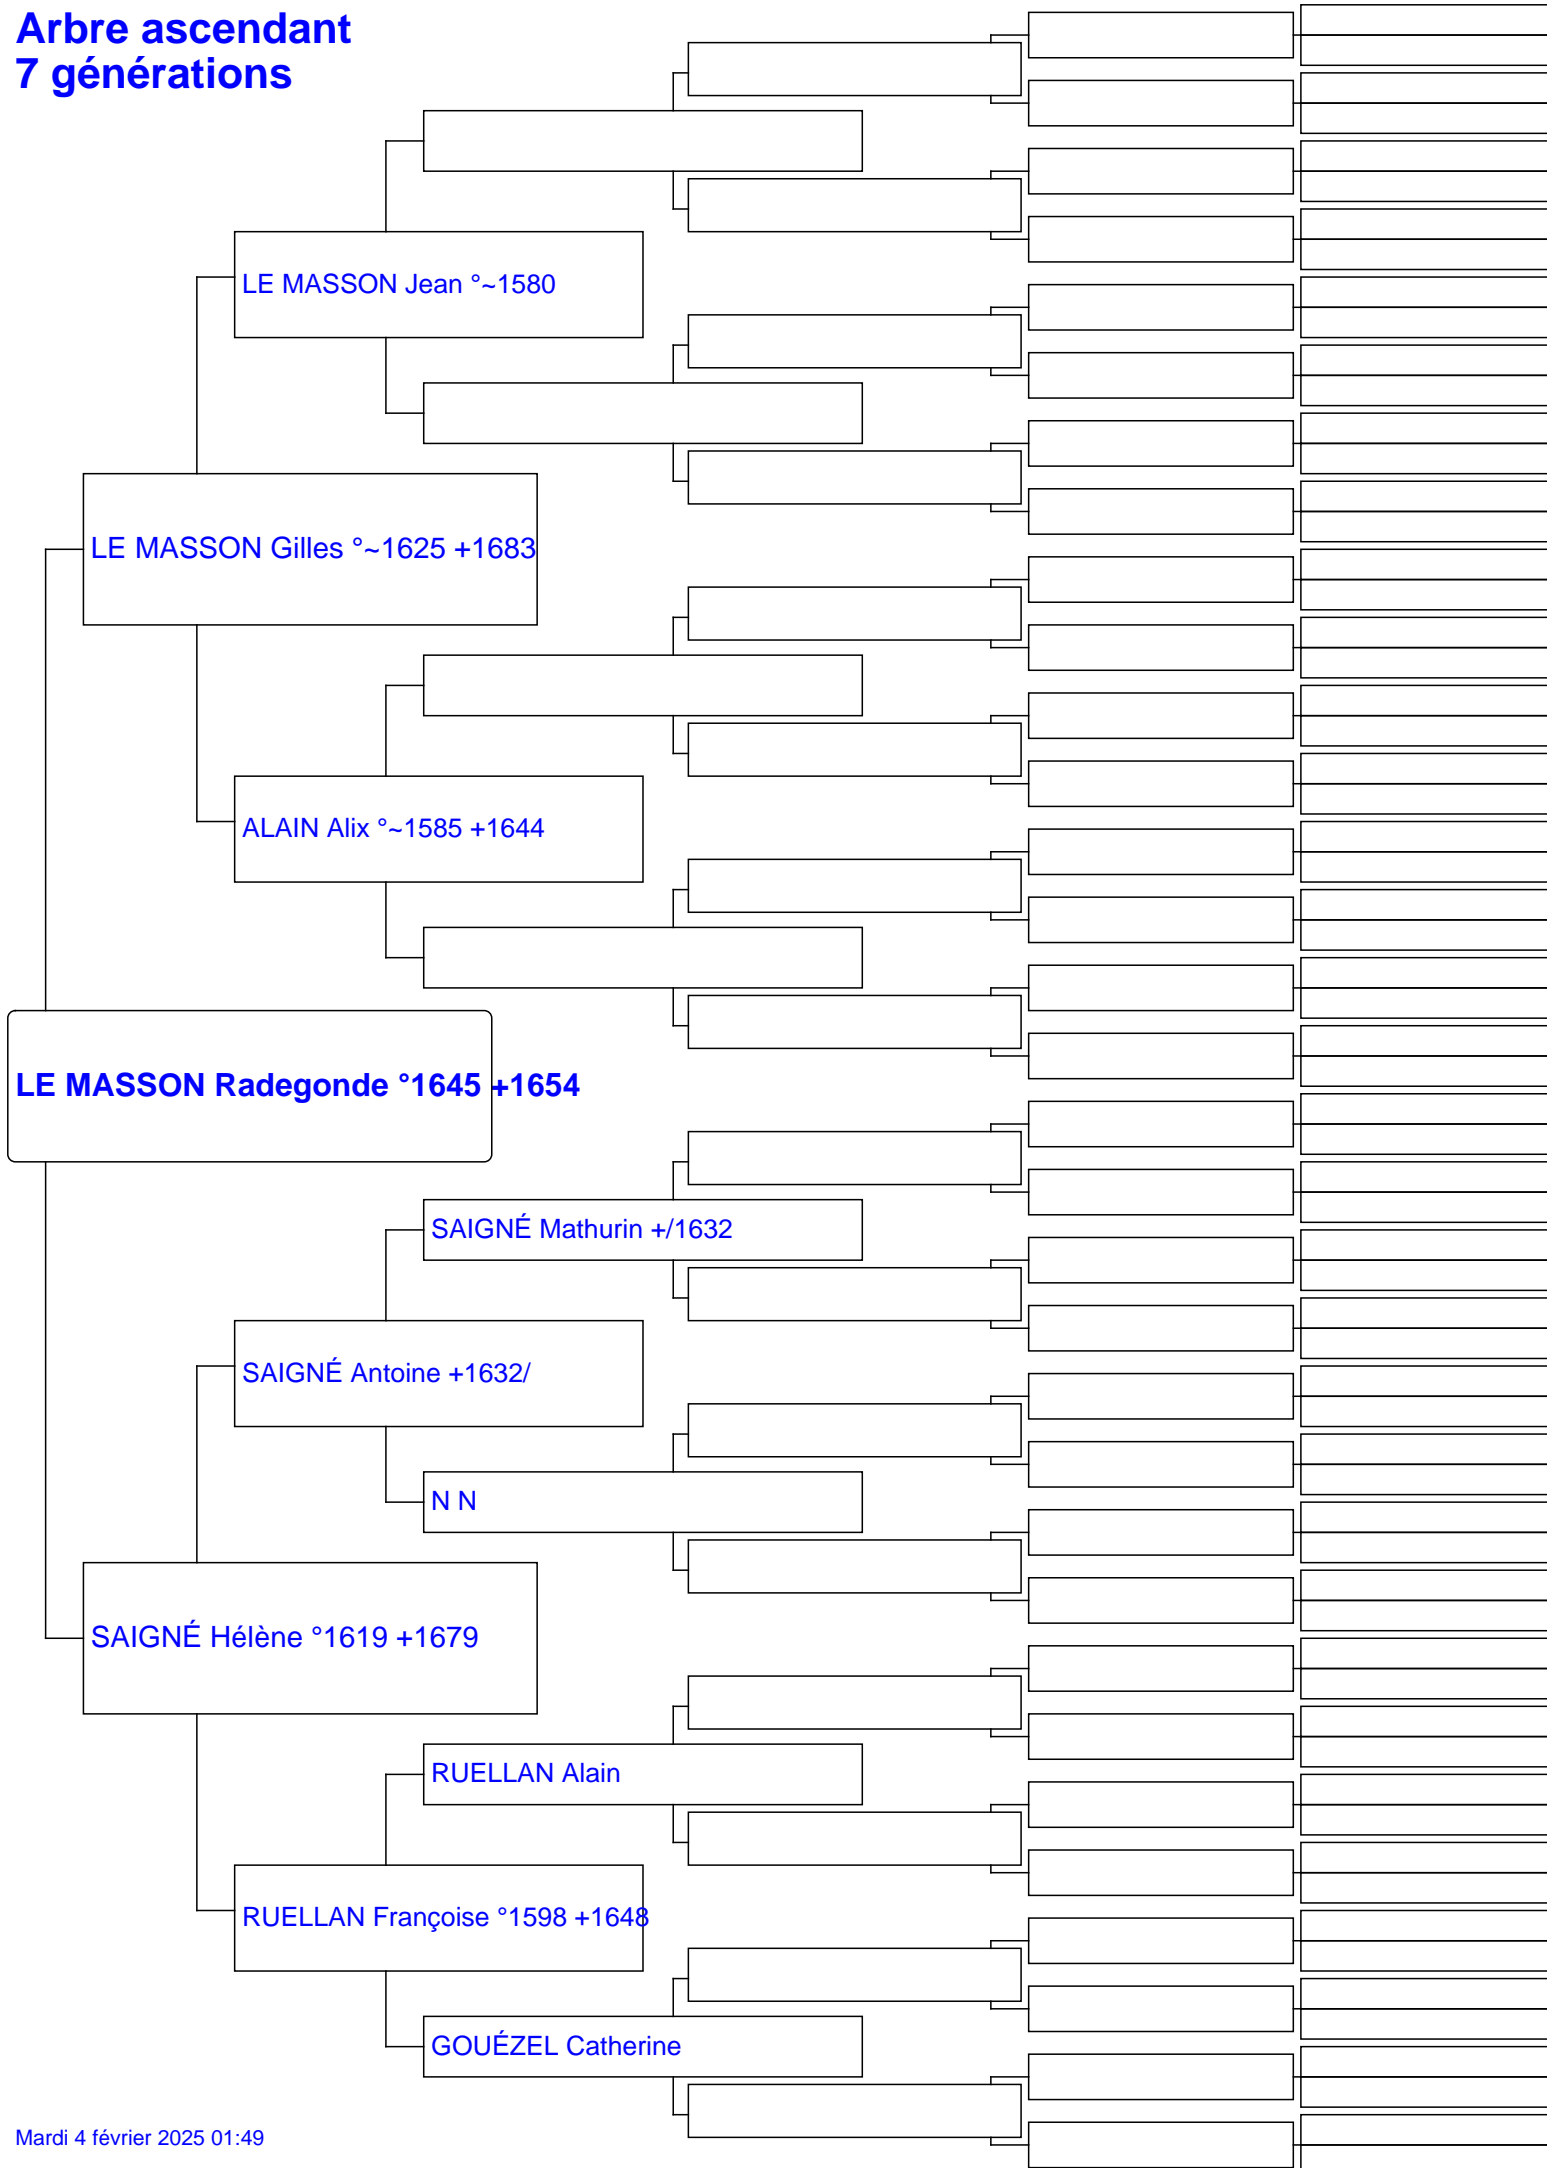 Arbre ascendant
7 générations
LE MASSON Jean °~1580
LE MASSON Gilles °~1625 +1683
ALAIN Alix °~1585 +1644
LE MASSON Radegonde °1645 +1654
SAIGNÉ Mathurin +/1632
SAIGNÉ Antoine +1632/
N N
SAIGNÉ Hélène °1619 +1679
RUELLAN Alain
RUELLAN Françoise °1598 +1648
GOUÉZEL Catherine
Mardi 4 février 2025 01:49